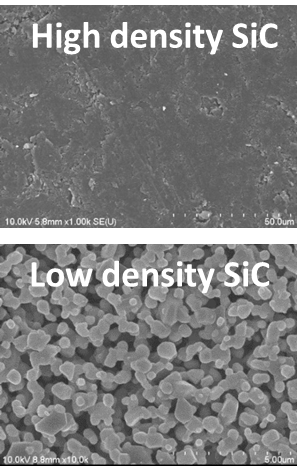 High density SiC
10.0kV 5.8mm x1.00k SE(U)
50.0um
Low density SiC
10.0kV 8.8mm x10.0k
5.00um